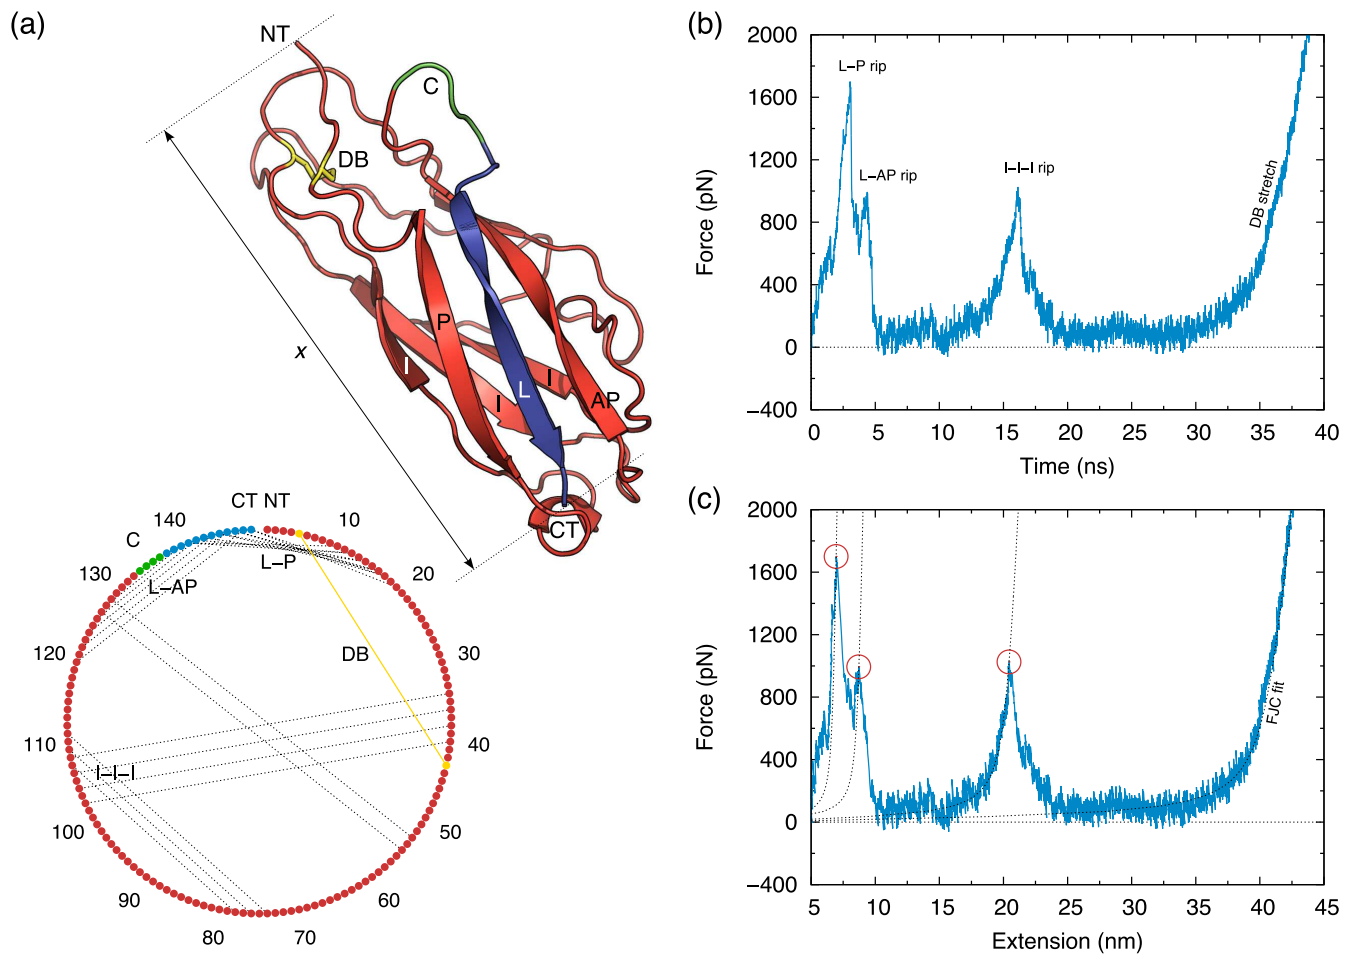 (a)
NT
C
DB
x
P
I
I
I
L
AP
CT
CT NT
140
10
C
130
L–AP
L–P
20
120
DB
30
110
40
I–I–I
100
50
90
60
80
70
(b)
2000
1600
1200
800
400
0
−400
Force (pN)
L–P rip
L–AP rip
I–I–I rip
DB stretch
0 5 10 15 20 25 30 35 40
Time (ns)
(c)
2000
1600
1200
800
400
0
−400
Force (pN)
FJC fit
5 10 15 20 25 30 35 40 45
Extension (nm)